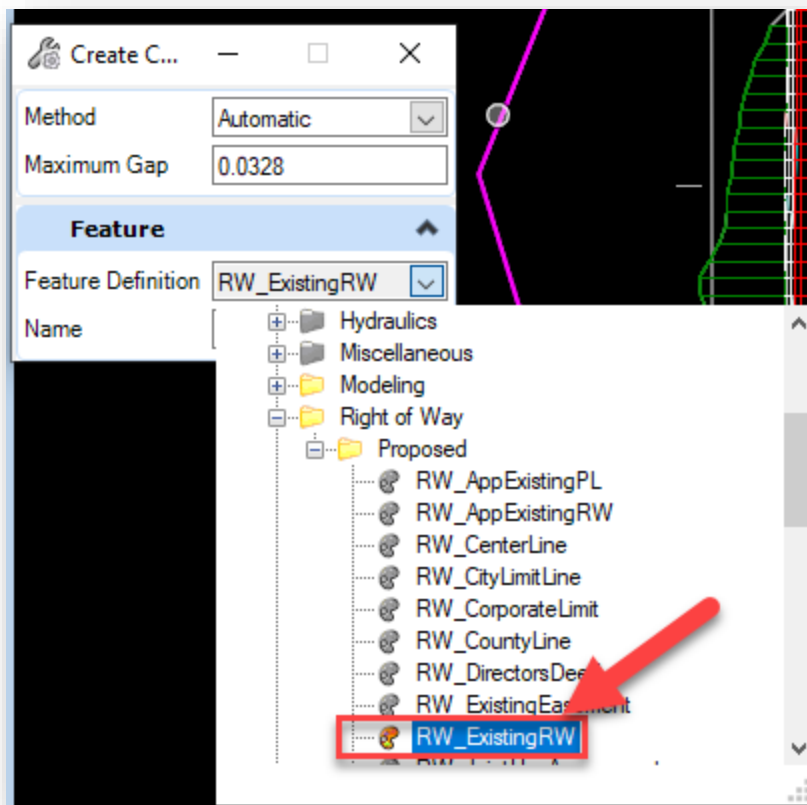 Create C...
Method Automatic
Maximum Gap 0.0328
Feature
Feature Definition RW_ExistingRW
Name
Hydraulics
Miscellaneous
Modeling
Right of Way
Proposed
RW_AppExistingPL
RW_AppExistingRW
RW_CenterLine
RW_CityLimitLine
RW_CorporateLimit
RW_CountyLine
RW_ExistingRW